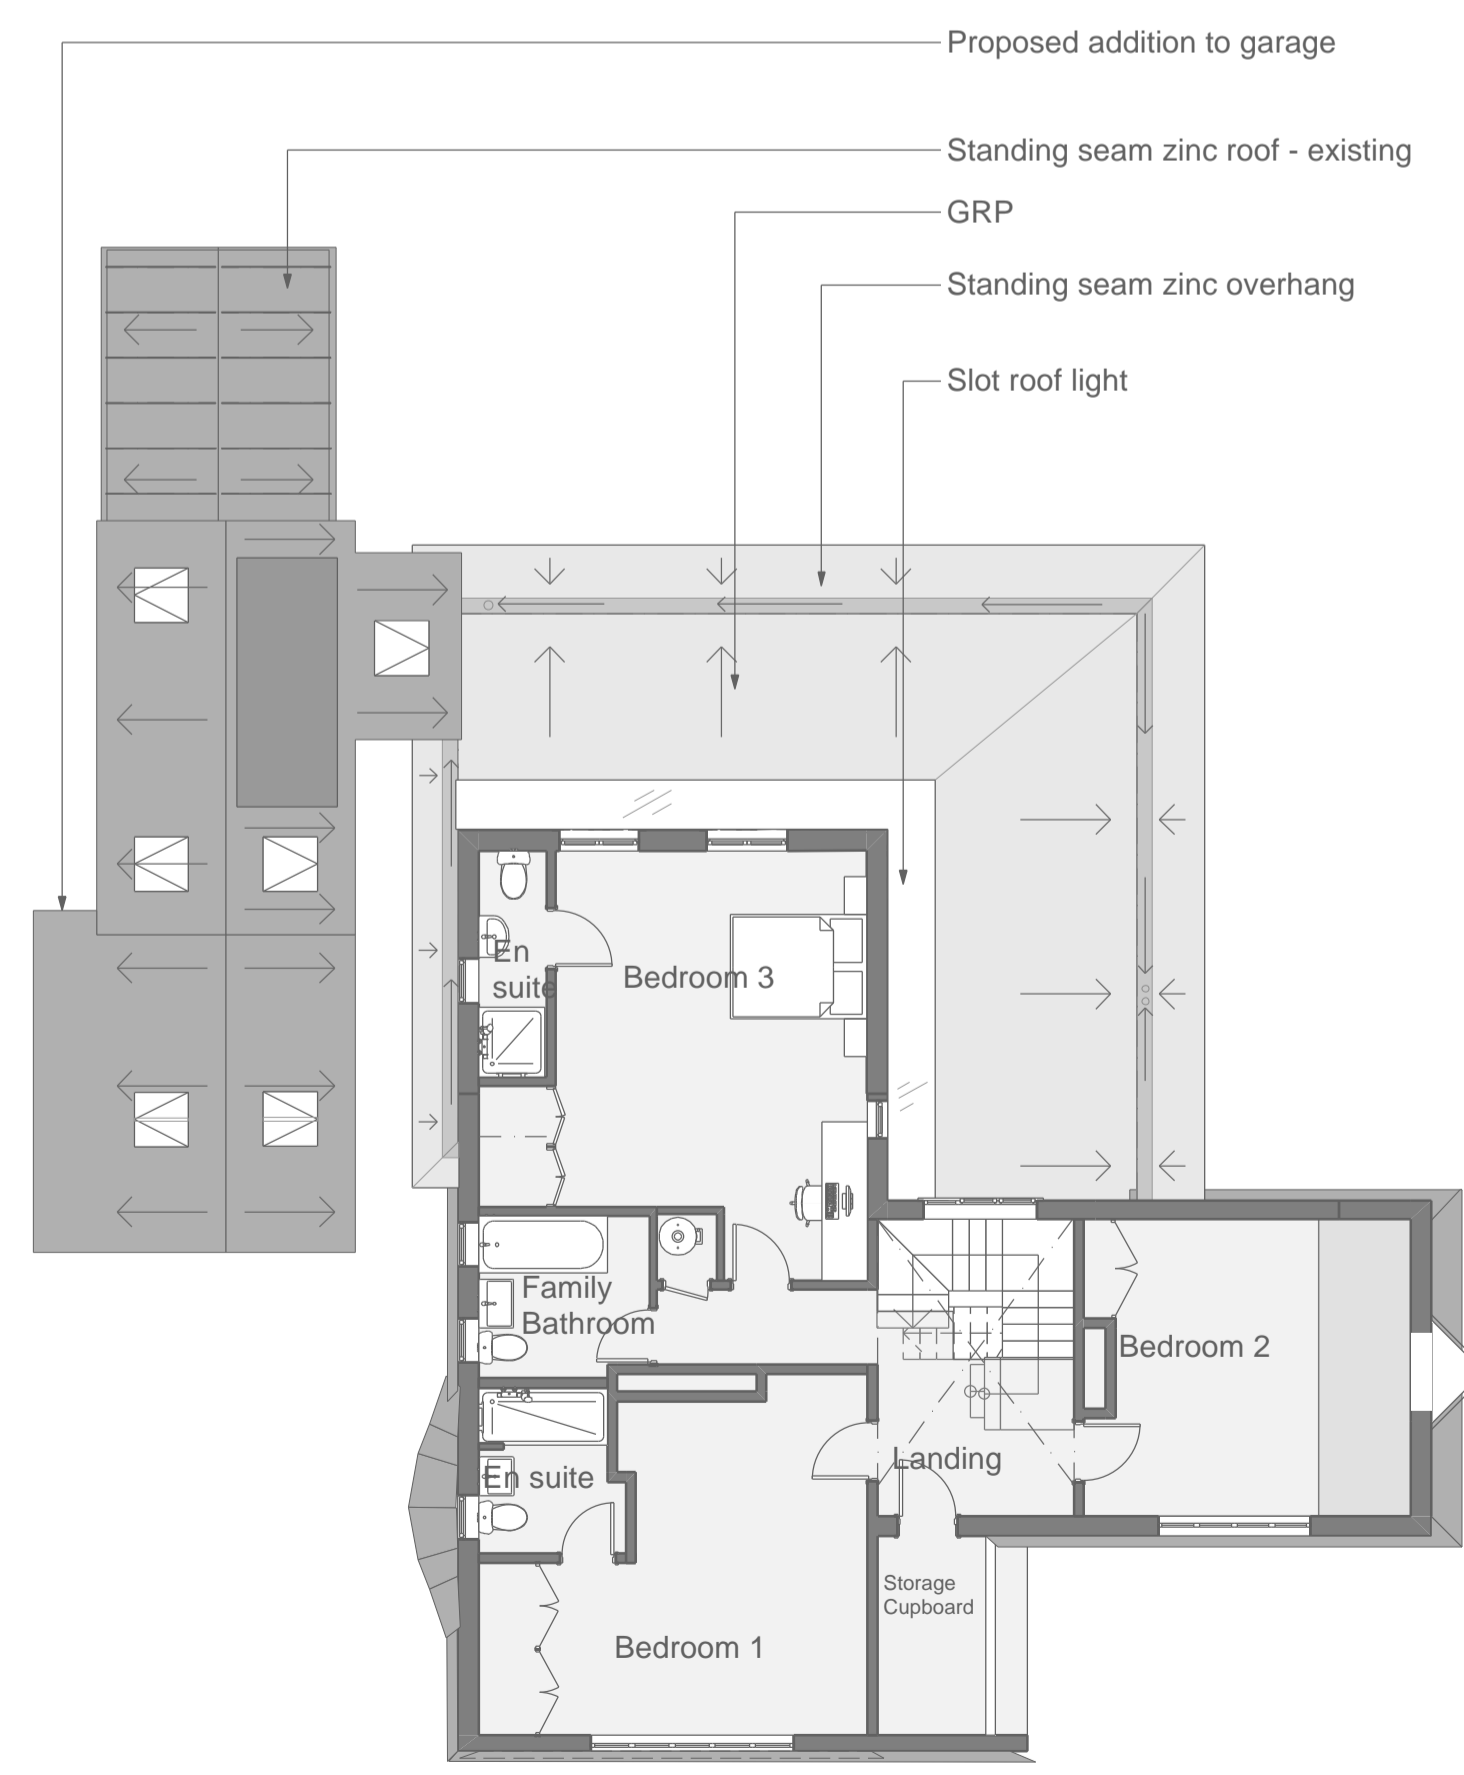 Proposed addition to garage
Standing seam zinc roof - existing
GRP
Standing seam zinc overhang
Slot roof light
En
suite
Bedroom 3
Family
Bathroom
Bedroom 2
Landing
En suite
Storage
Cupboard
Bedroom 1